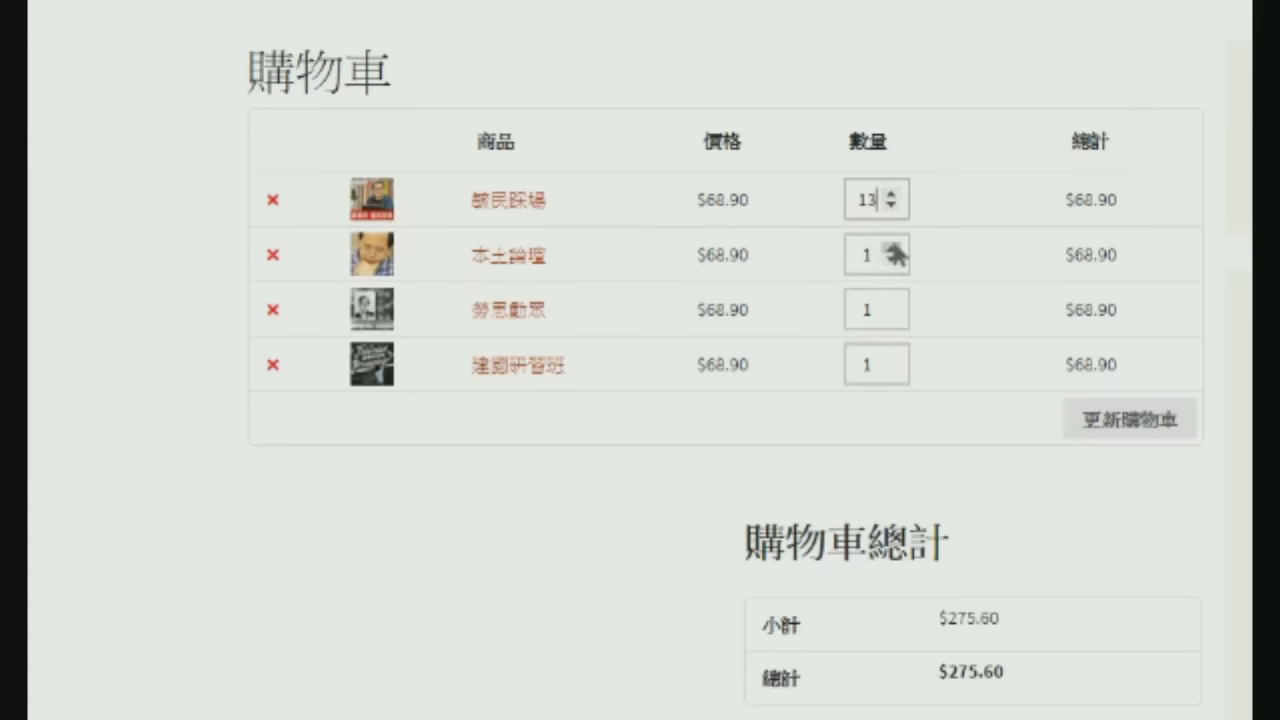 購物車
商品 價格 數量 總計
× 敏民踩場 $68.90 13 $68.90
× 本土論壇 $68.90 1 $68.90
× 勞思動眾 $68.90 1 $68.90
× 建國研習班 $68.90 1 $68.90
更新購物車
購物車總計
小計 $275.60
總計 $275.60